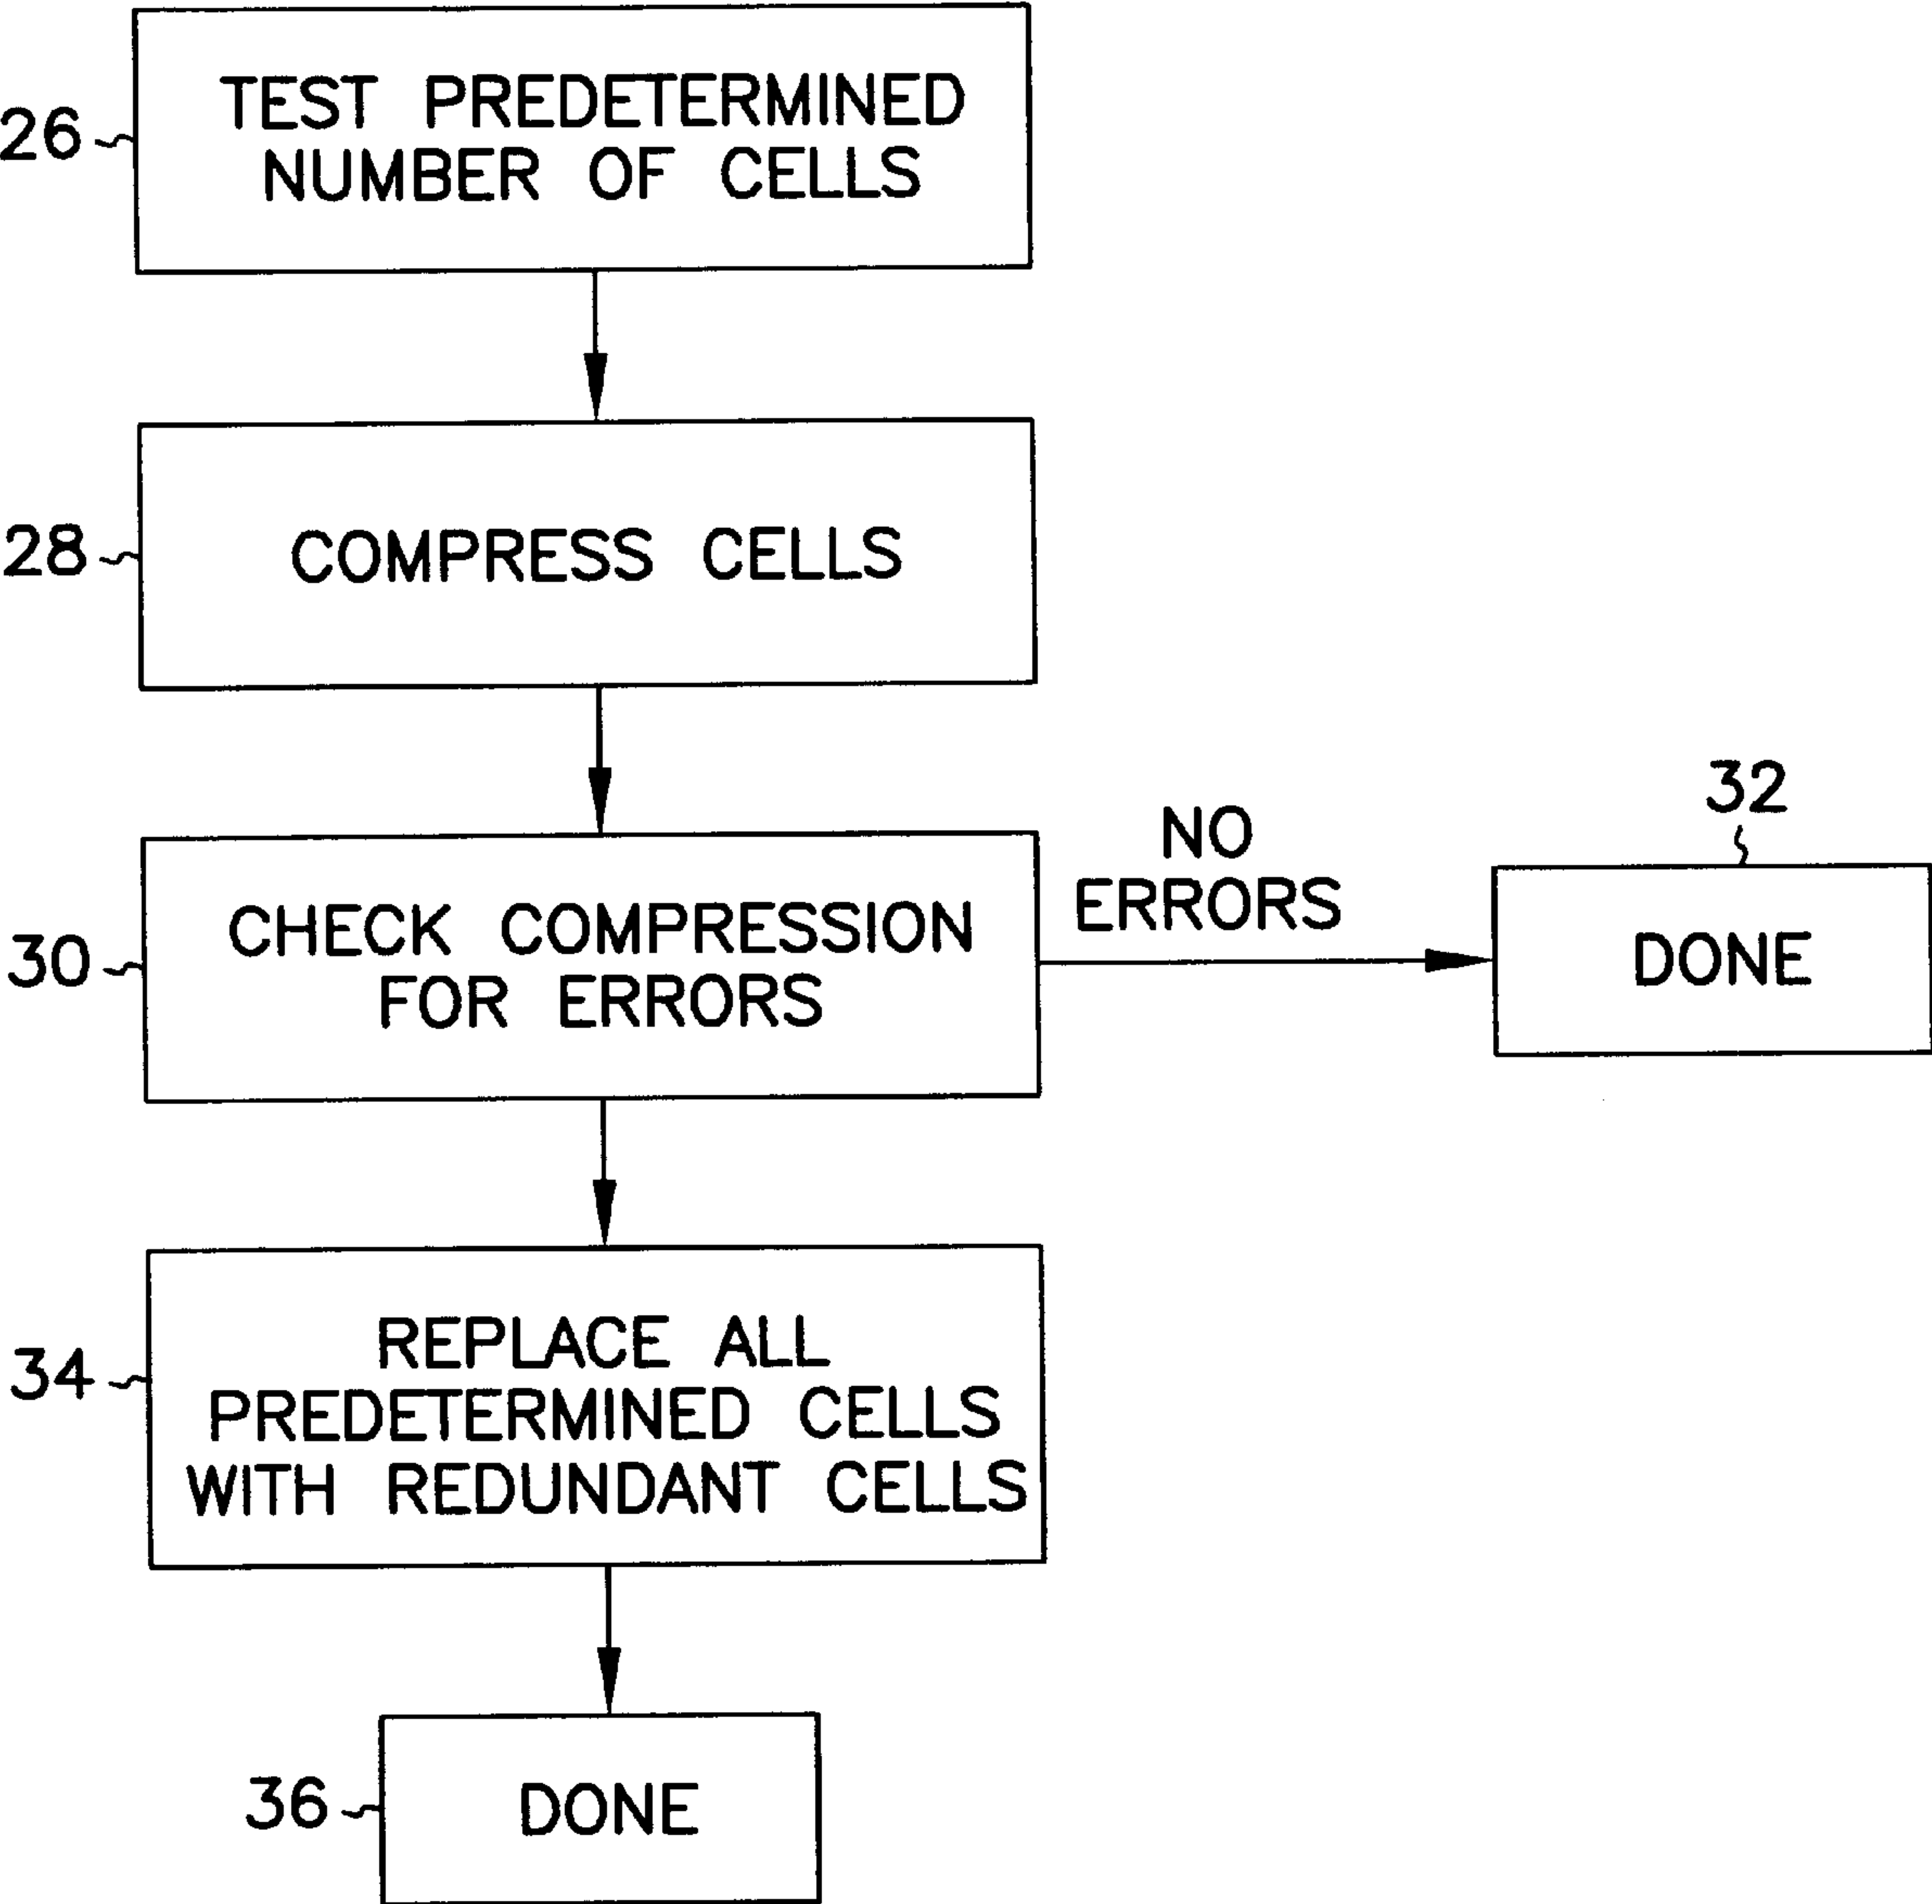 26
TEST PREDETERMINED
NUMBER OF CELLS
28
COMPRESS CELLS
30
CHECK COMPRESSION
FOR ERRORS
NO
ERRORS
32
DONE
34
REPLACE ALL
PREDETERMINED CELLS
WITH REDUNDANT CELLS
36
DONE